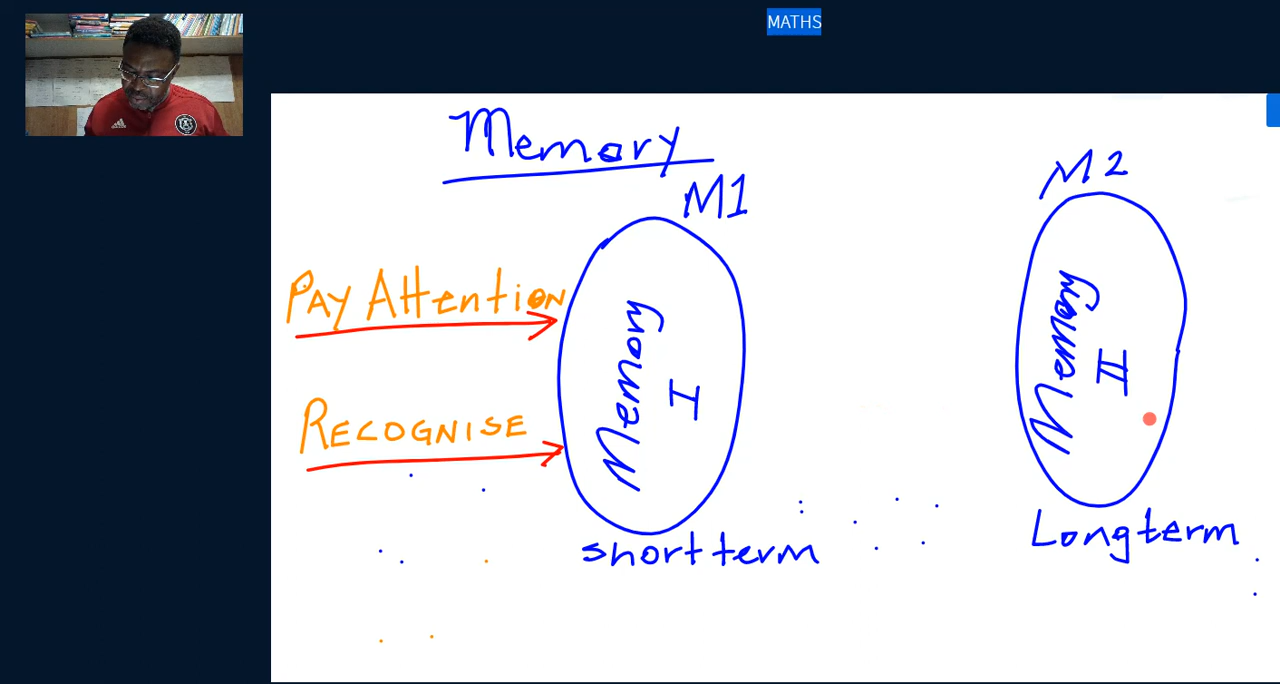 MATHS
Memory
M1
M2
PAY AttentiON
RECOGNISE
Memory
I
Memory
II
short term
Longterm